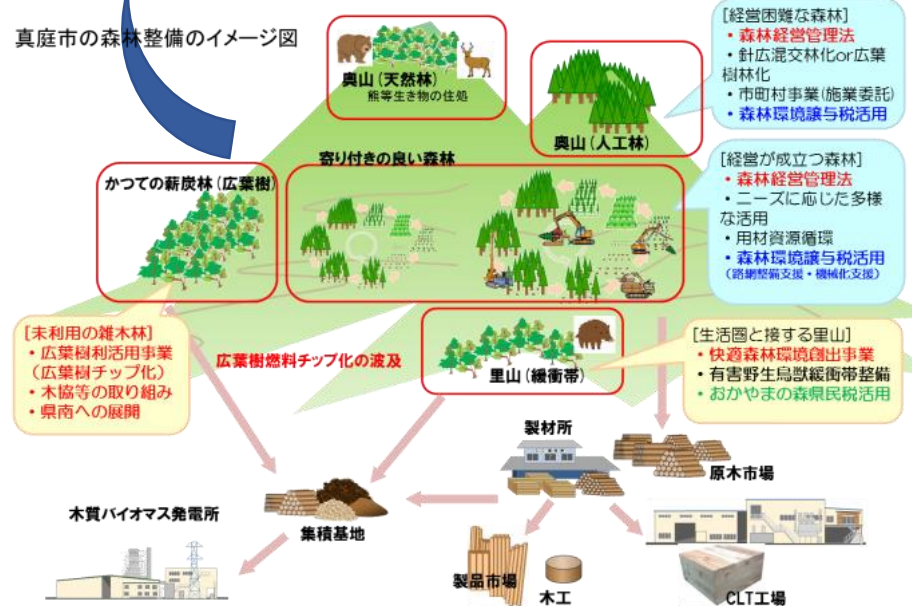 真庭市の森林整備のイメージ図
奥山(天然林)
熊等生き物の住処
奥山(人工林)
[経営困難な森林]
・森林経営管理法
・針広混交林化or広葉
樹林化
・市町村事業(施業委託)
・森林環境譲与税活用
かつての薪炭林(広葉樹)
寄り付きの良い森林
[経営が成立つ森林]
・森林経営管理法
・ニーズに応じた多様
な活用
・用材資源循環
・森林環境譲与税活用
(路網整備支援・機械化支援)
[未利用の雑木林]
・広葉樹利活用事業
(広葉樹チップ化)
・木協等の取り組み
・県南への展開
広葉樹燃料チップ化の波及
里山(緩衝帯)
[生活圏と接する里山]
・快適森林環境創出事業
・有害野生鳥獣緩衝帯整備
・おかやまの森県民税活用
製材所
原木市場
木質バイオマス発電所
集積基地
製品市場
木工
CLT工場